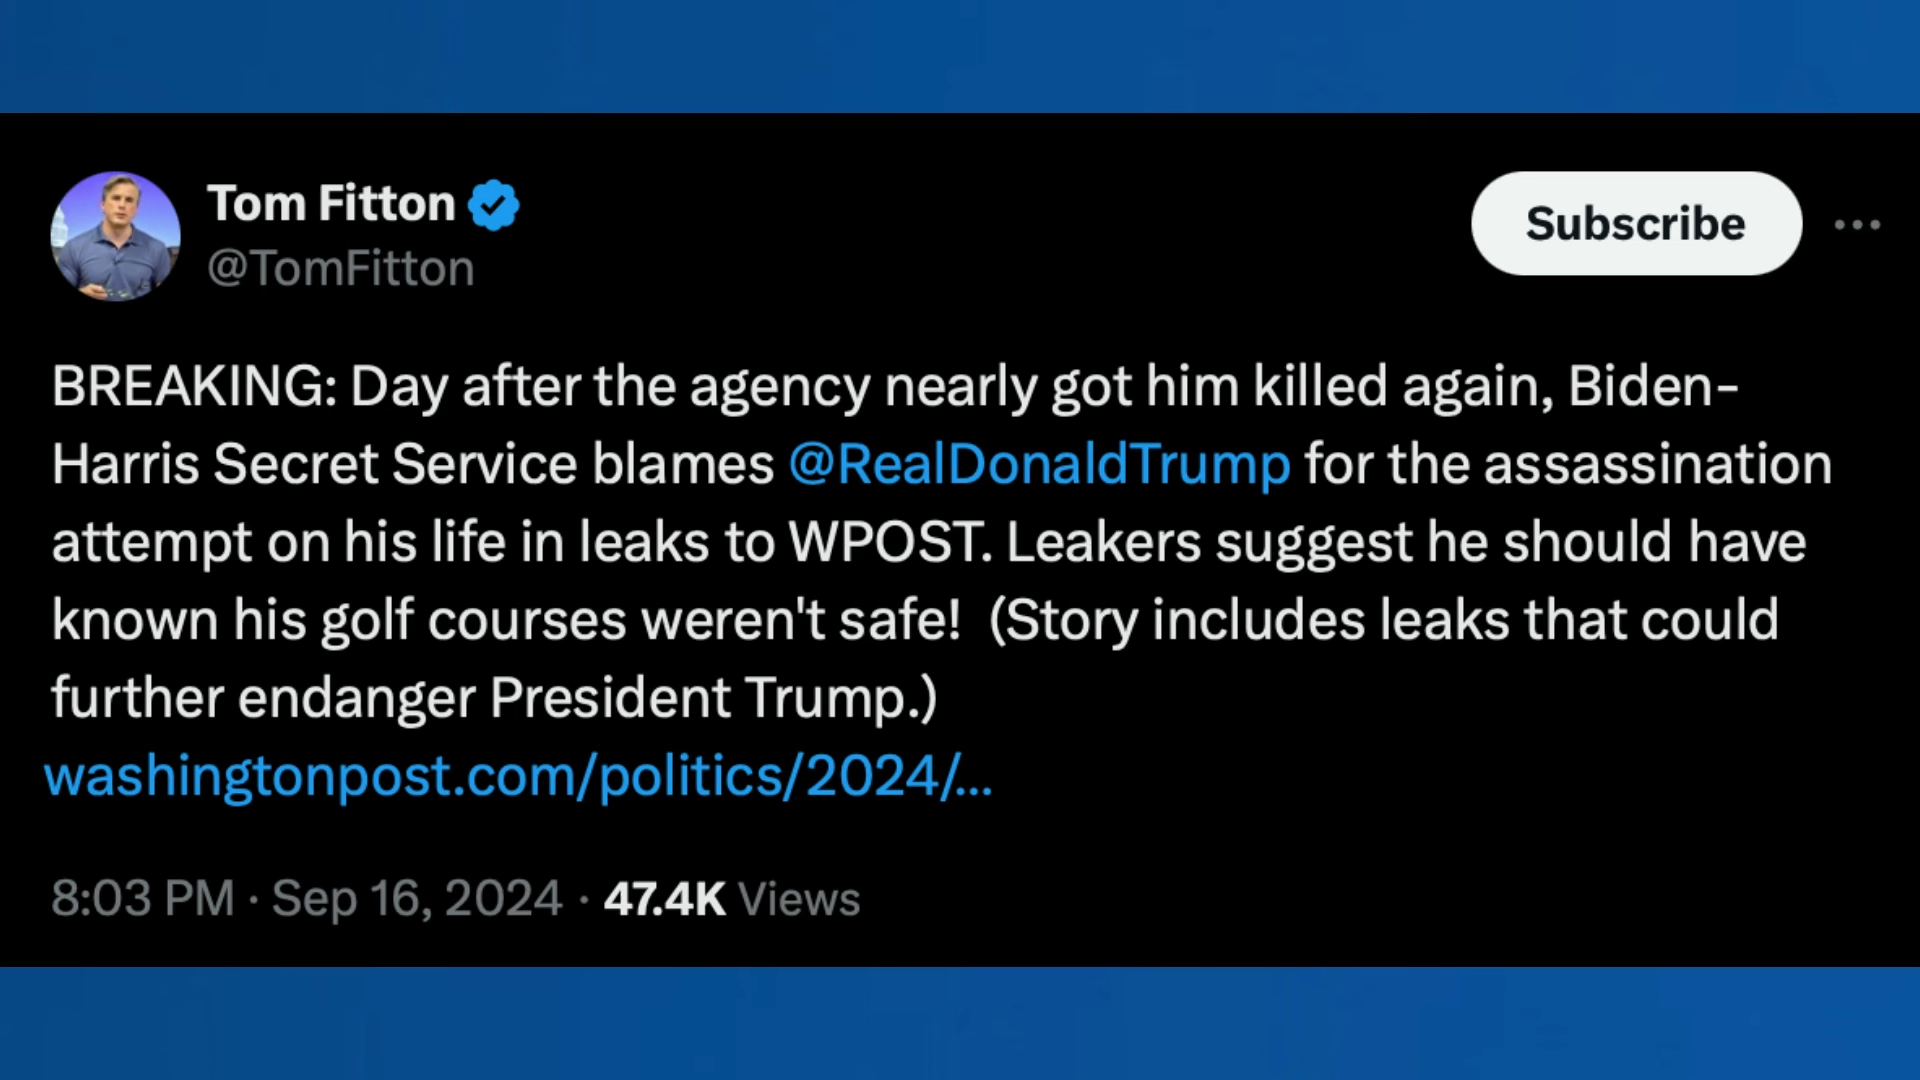 Tom Fitton
@TomFitton
Subscribe
BREAKING: Day after the agency nearly got him killed again, Biden-
Harris Secret Service blames @RealDonaldTrump for the assassination
attempt on his life in leaks to WPOST. Leakers suggest he should have
known his golf courses weren't safe!  (Story includes leaks that could
further endanger President Trump.)
washingtonpost.com/politics/2024/...
8:03 PM · Sep 16, 2024 · 47.4K Views